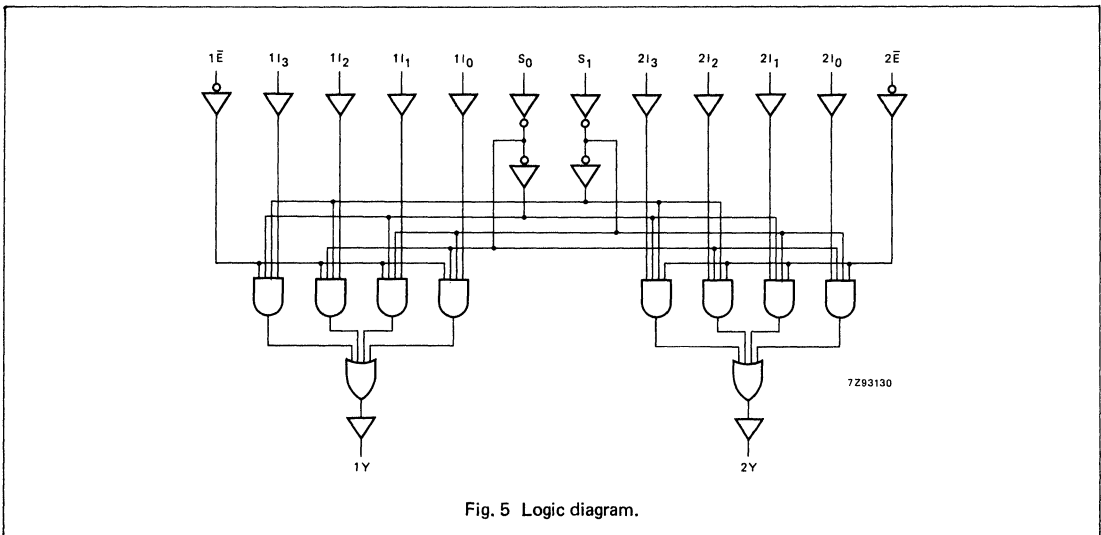 1Ē 1I₃ 1I₂ 1I₁ 1I₀ S₀ S₁ 2I₃ 2I₂ 2I₁ 2I₀ 2Ē
7Z93130
1Y 2Y
Fig. 5 Logic diagram.